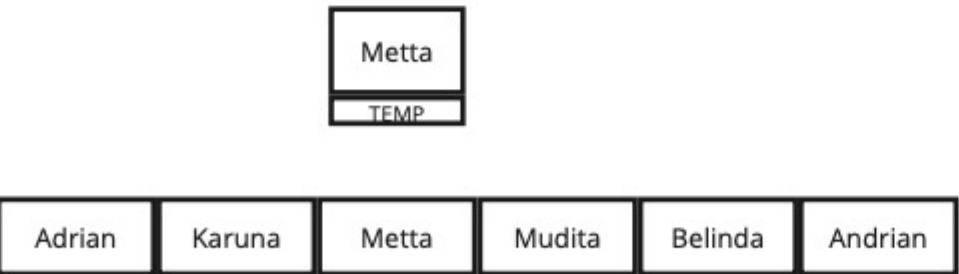 Metta
TEMP
Adrian Karuna Metta Mudita Belinda Andrian